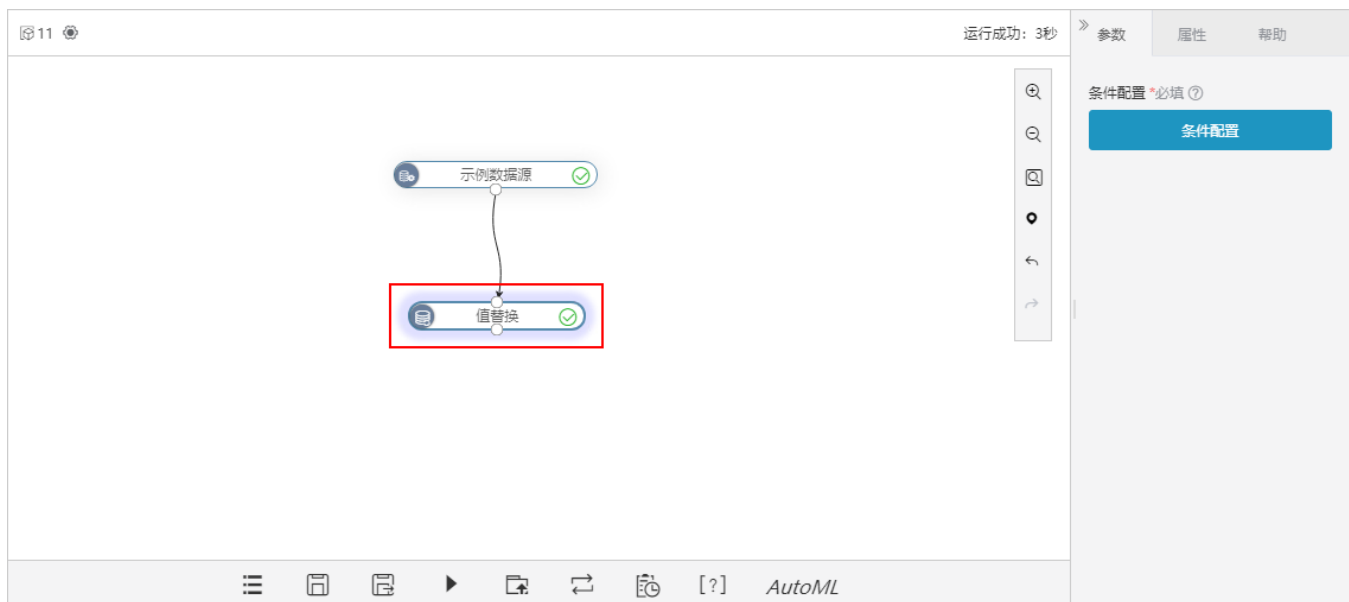 11
运行成功：3秒
参数 属性 帮助
条件配置 *必填 ?
条件配置
示例数据源
值替换
[?] AutoML